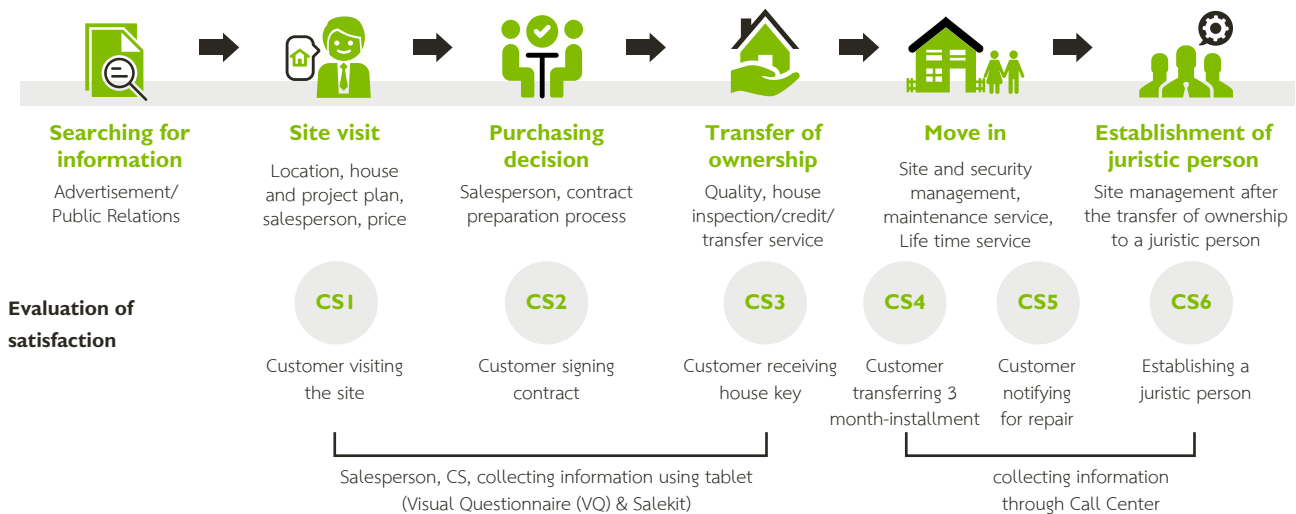 Searching for
information
Advertisement/
Public Relations
Site visit
Location, house
and project plan,
salesperson, price
Purchasing
decision
Salesperson, contract
preparation process
Transfer of
ownership
Quality, house
inspection/credit/
transfer service
Move in
Site and security
management,
maintenance service,
Life time service
Establishment of
juristic person
Site management after
the transfer of ownership
to a juristic person
Evaluation of
satisfaction
CS1
Customer visiting
the site
CS2
Customer signing
contract
CS3
Customer receiving
house key
CS4
Customer
transferring 3
month-installment
CS5
Customer
notifying
for repair
CS6
Establishing a
juristic person
Salesperson, CS, collecting information using tablet
(Visual Questionnaire (VQ) & Salekit)
collecting information
through Call Center